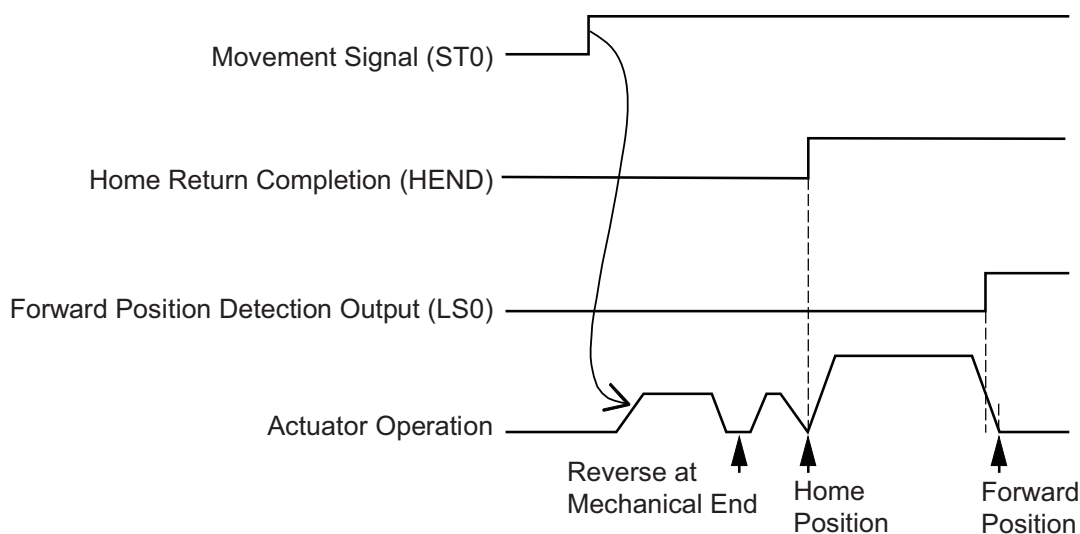 Movement Signal (ST0)
Home Return Completion (HEND)
Forward Position Detection Output (LS0)
Actuator Operation
Reverse at
Mechanical End
Home
Position
Forward
Position